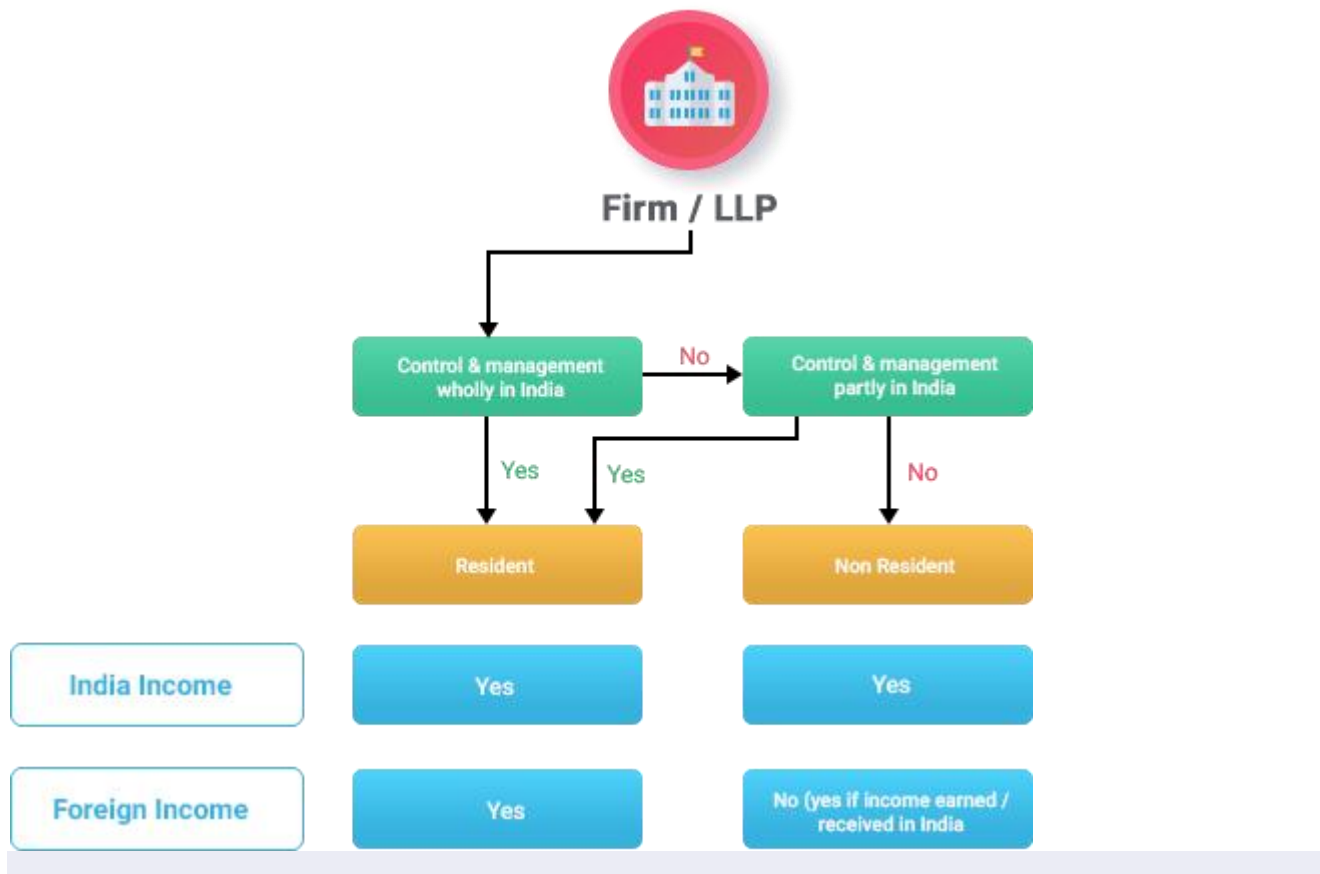 Firm / LLP
Control & management
wholly in India
No
Control & management
partly in India
Yes
Yes
No
Resident
Non Resident
India Income
Yes
Yes
Foreign Income
Yes
No (yes if income earned /
received in India